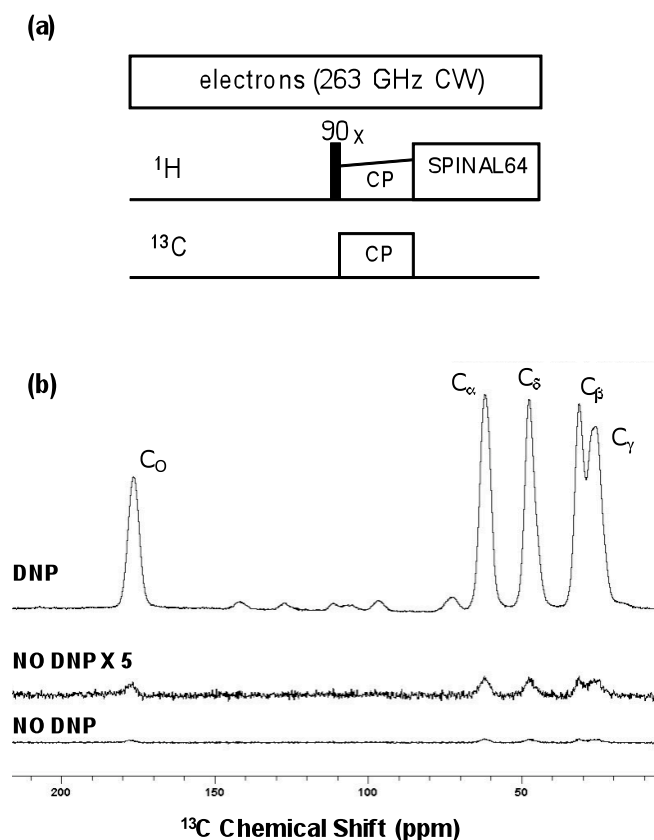 (a)
electrons (263 GHz CW)
90x
¹H
CP
SPINAL64
¹³C
CP
(b)
Cα
Cδ
Cβ
Cγ
CO
DNP
NO DNP X 5
NO DNP
200 150 100 50
¹³C Chemical Shift (ppm)